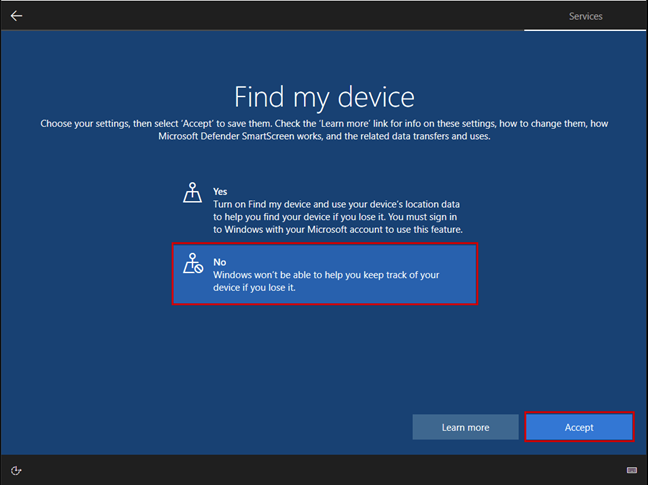 Services
Find my device
Choose your settings, then select 'Accept' to save them. Check the 'Learn more' link for info on these settings, how to change them, how
Microsoft Defender SmartScreen works, and the related data transfers and uses.
Yes
Turn on Find my device and use your device's location data
to help you find your device if you lose it. You must sign in
to Windows with your Microsoft account to use this feature.
No
Windows won't be able to help you keep track of your
device if you lose it.
Learn more
Accept